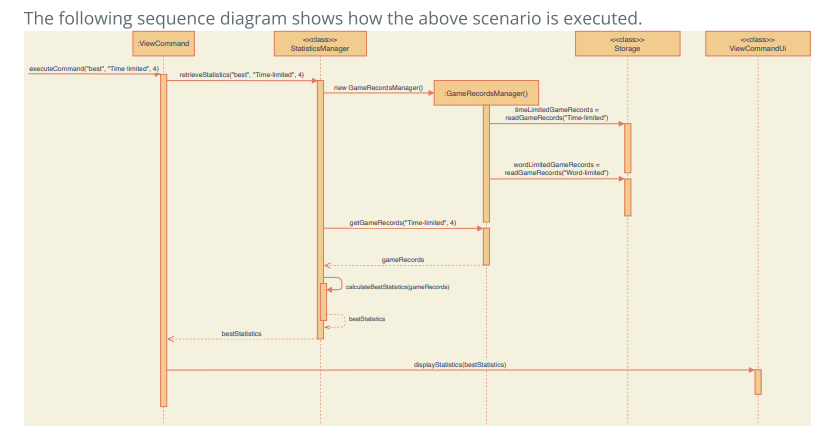 The following sequence diagram shows how the above scenario is executed.
:ViewCommand
<<class>>
StatisticsManager
<<class>>
Storage
<<class>>
ViewCommandUi
executeCommand("best", "Time-limited", 4)
retrieveStatistics("best", "Time-limited", 4)
new GameRecordsManager()
:GameRecordsManager()
timeLimitedGameRecords =
readGameRecords("Time-limited")
wordLimitedGameRecords =
readGameRecords("Word-limited")
getGameRecords("Time-limited", 4)
gameRecords
calculateBestStatistics(gameRecords)
bestStatistics
bestStatistics
displayStatistics(bestStatistics)